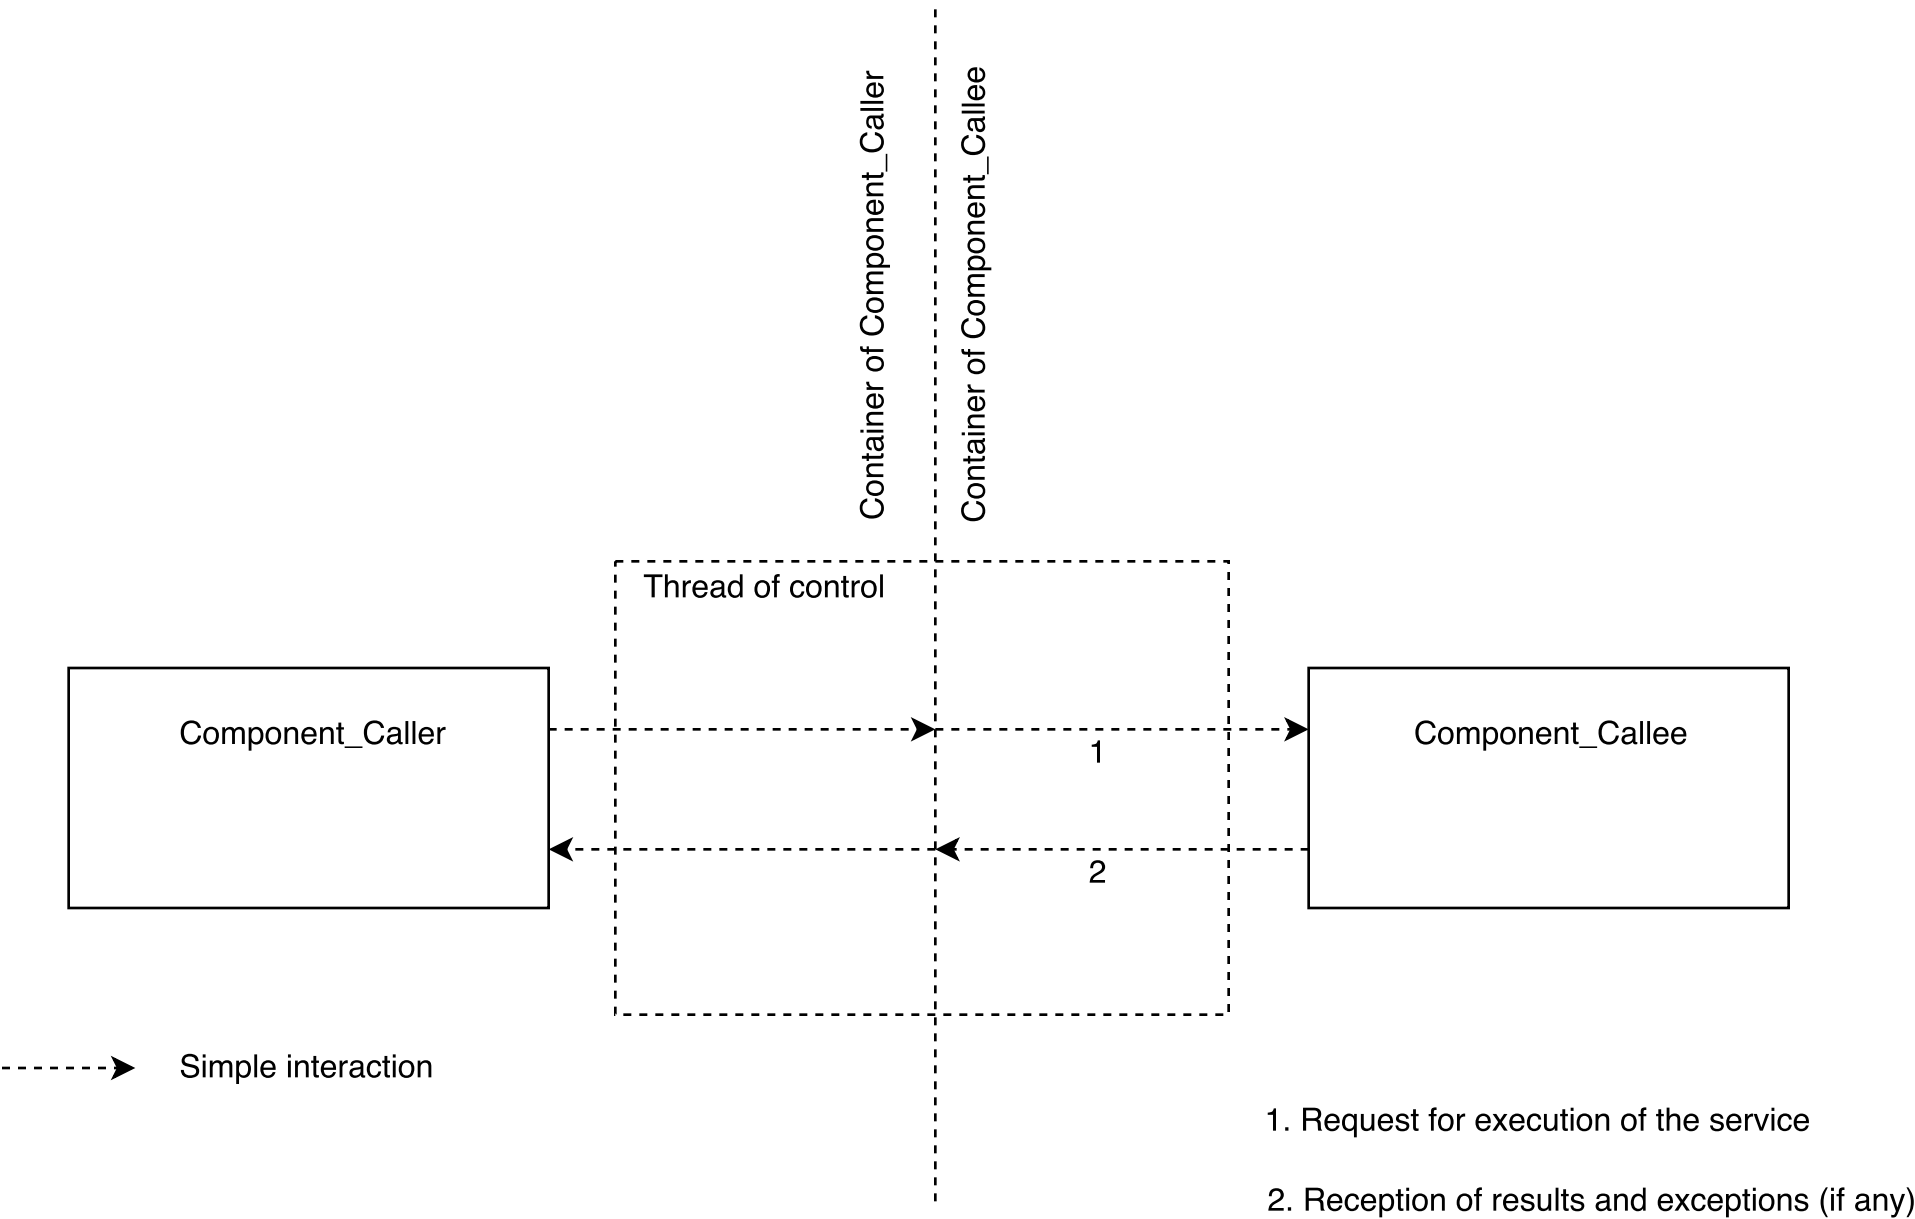 Container of Component_Caller
Container of Component_Callee
Thread of control
Component_Caller
Component_Callee
1
2
Simple interaction
1. Request for execution of the service
2. Reception of results and exceptions (if any)